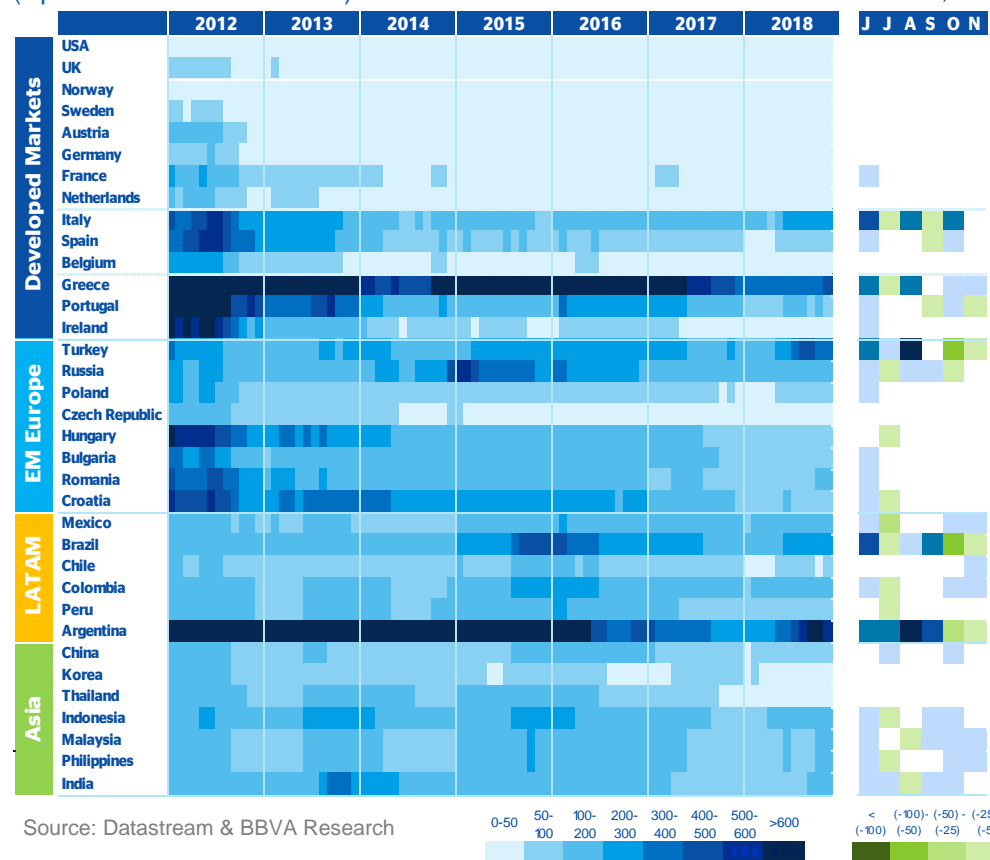 2012 2013 2014 2015 2016 2017 2018 J J A S O N
Developed Markets
USA
UK
Norway
Sweden
Austria
Germany
France
Netherlands
Italy
Spain
Belgium
Greece
Portugal
Ireland
EM Europe
Turkey
Russia
Poland
Czech Republic
Hungary
Bulgaria
Romania
Croatia
LATAM
Mexico
Brazil
Chile
Colombia
Peru
Argentina
Asia
China
Korea
Thailand
Indonesia
Malaysia
Philippines
India
Source: Datastream & BBVA Research
0-50 50- 100- 200- 300- 400- 500- >600
100 200 300 400 500 600
###
< (-100)- (-50) - (-25
(-100) (-50) (-25) (-5